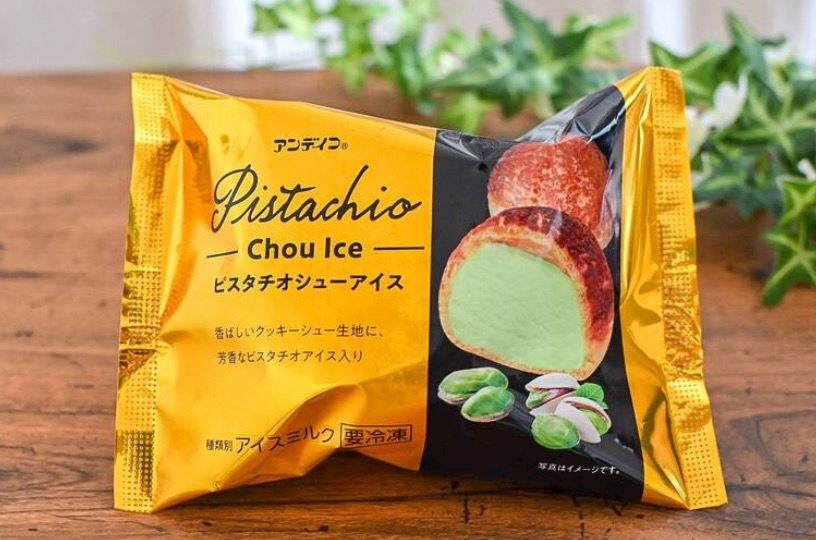 アンデイコ®
Pistachio
Chou Ice
ピスタチオシューアイス
香ばしいクッキーシュー生地に、
芳香なピスタチオアイス入り
種類別 アイスミルク 要冷凍
写真はイメージです。